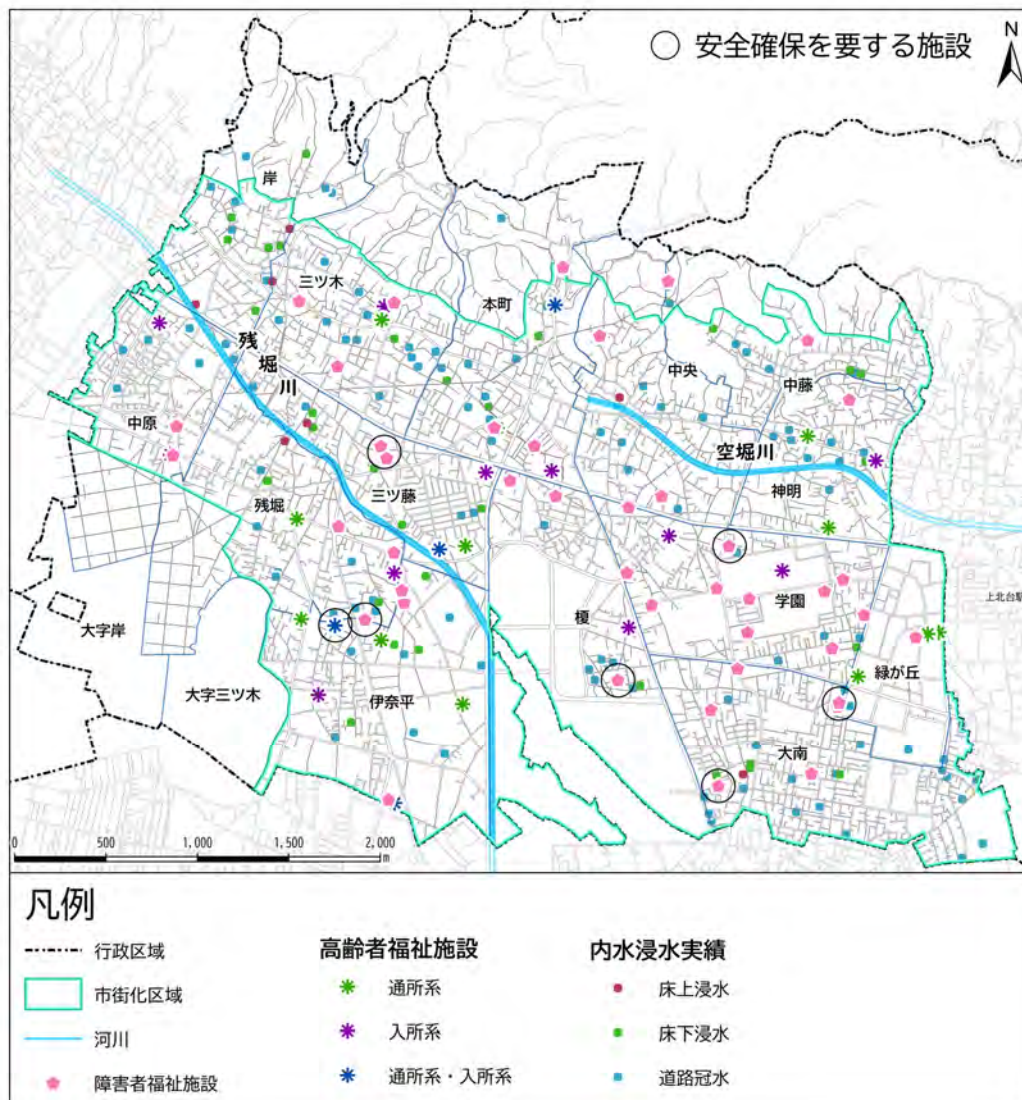 安全確保を要する施設
N
岸
三ツ木
本町
残堀川
中央
中藤
中原
空堀川
三ツ藤
神明
残堀
学園
上北台駅
榎
大字岸
緑が丘
大字三ツ木
伊奈平
大南
0 500 1,000 1,500 2,000
m
凡例
行政区域
市街化区域
河川
障害者福祉施設
高齢者福祉施設
通所系
入所系
通所系・入所系
内水浸水実績
床上浸水
床下浸水
道路冠水